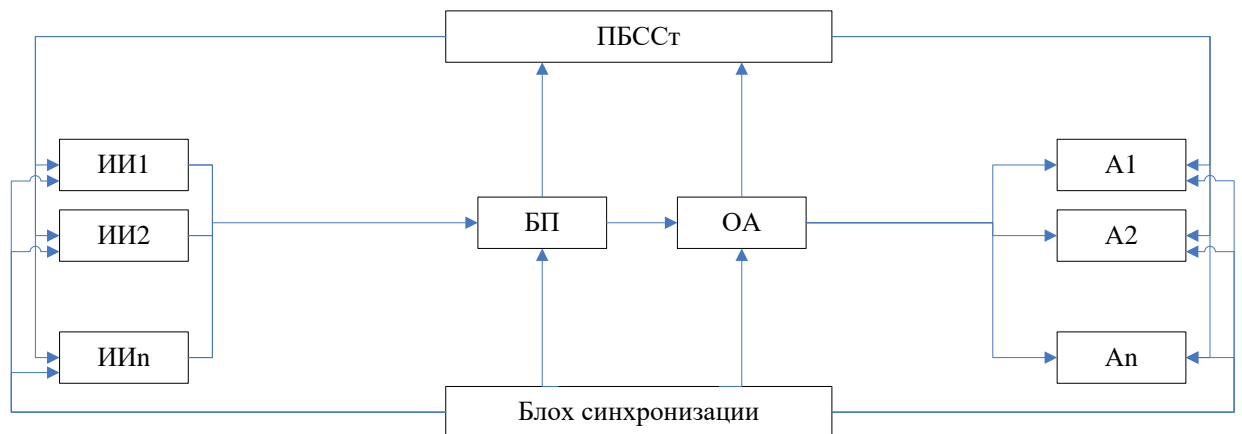 ПБССт
ИИ1
А1
ИИ2
БП
ОА
А2
ИИn
Аn
Блох синхронизации